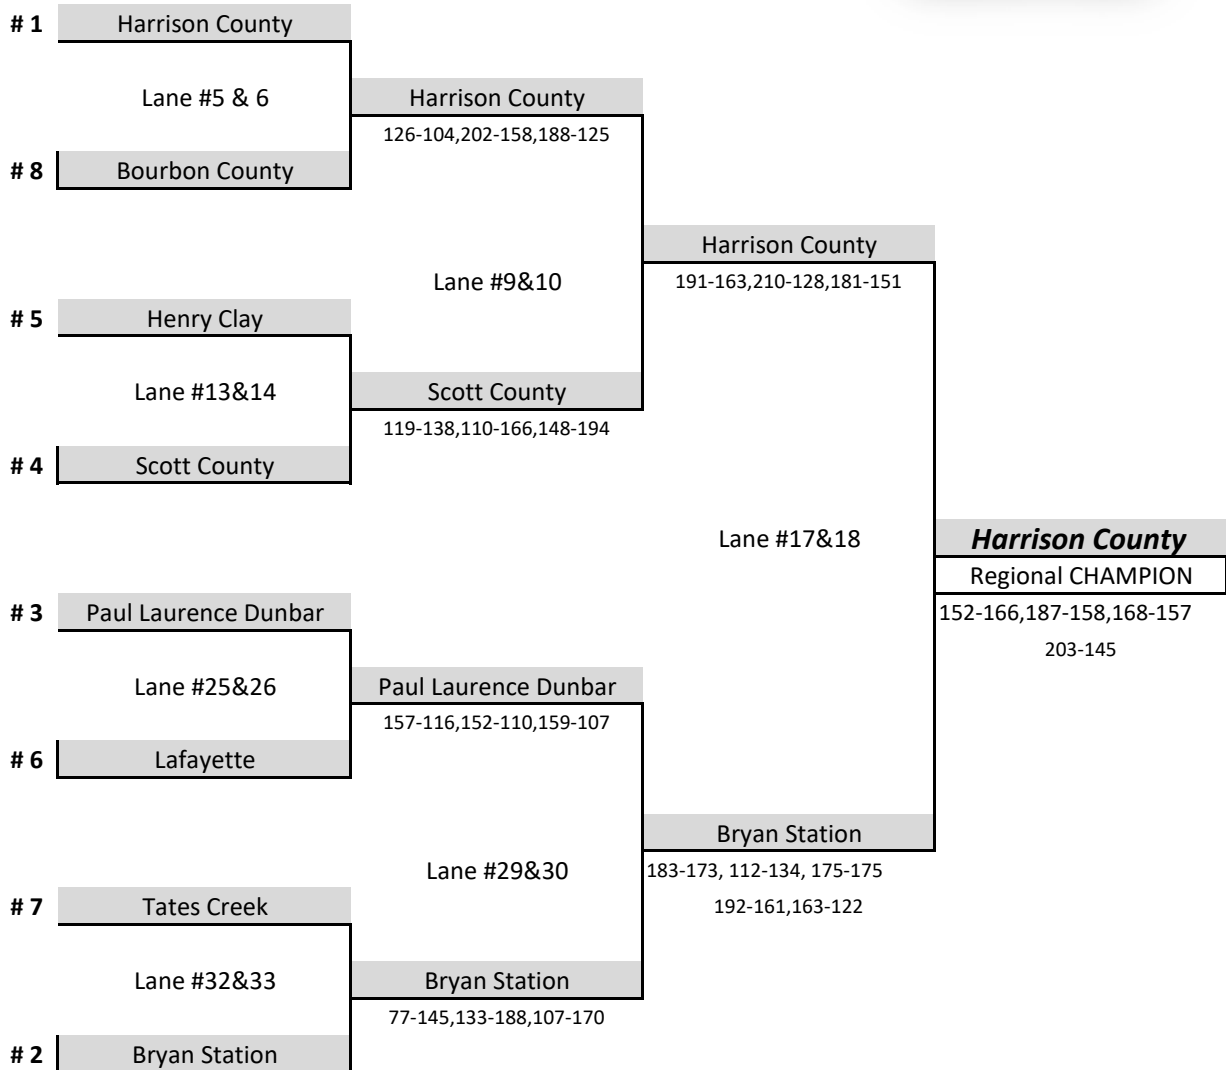 # 1 Harrison County
Lane #5 & 6 Harrison County
126-104,202-158,188-125
# 8 Bourbon County
Harrison County
Lane #9&10 191-163,210-128,181-151
# 5 Henry Clay
Lane #13&14 Scott County
119-138,110-166,148-194
# 4 Scott County
Lane #17&18 Harrison County
Regional CHAMPION
# 3 Paul Laurence Dunbar 152-166,187-158,168-157
203-145
Lane #25&26 Paul Laurence Dunbar
157-116,152-110,159-107
# 6 Lafayette
Bryan Station
Lane #29&30 183-173, 112-134, 175-175
# 7 Tates Creek 192-161,163-122
Lane #32&33 Bryan Station
77-145,133-188,107-170
# 2 Bryan Station